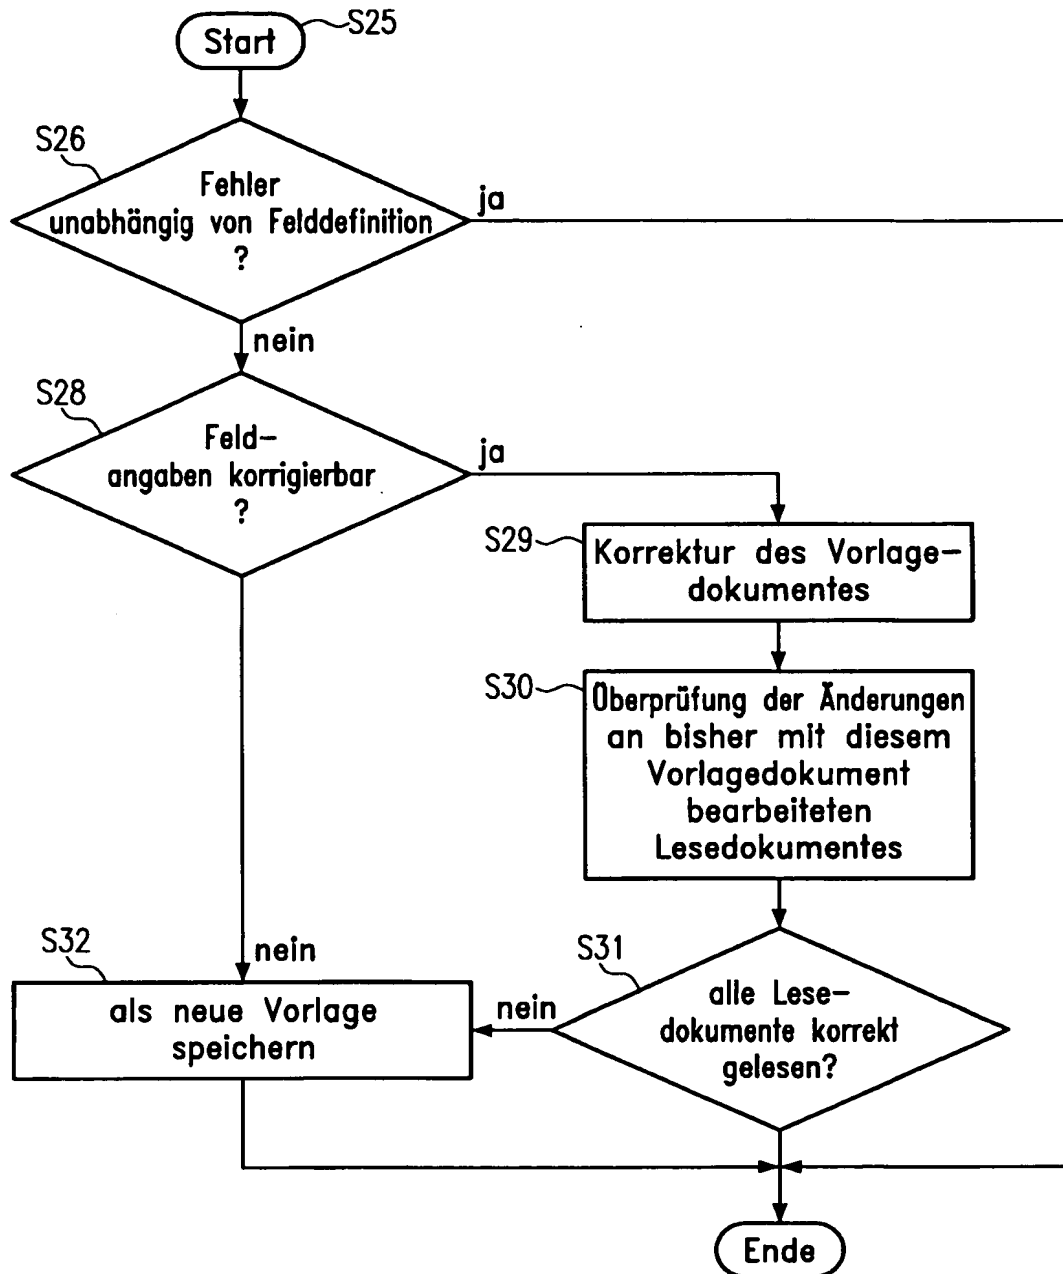 S25
Start
S26
Fehler
unabhängig von Felddefinition
?
ja
nein
S28
Feld-
angaben korrigierbar
?
ja
S29
Korrektur des Vorlage-
dokumentes
S30
Überprüfung der Änderungen
an bisher mit diesem
Vorlagedokument
bearbeiteten
Lesedokumentes
nein
S32
als neue Vorlage
speichern
nein
S31
alle Lese-
dokumente korrekt
gelesen?
Ende